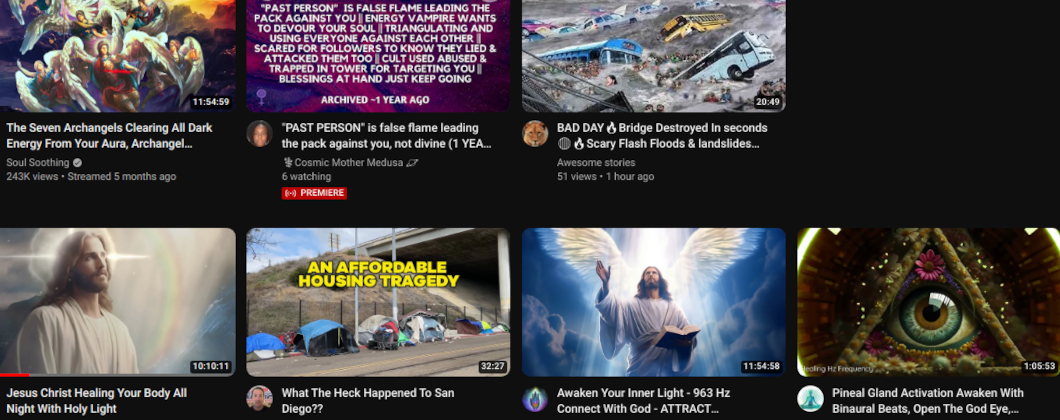 "PAST PERSON" IS FALSE FLAME LEADING THE
PACK AGAINST YOU || ENERGY VAMPIRE WANTS
TO DEVOUR YOUR SOUL || TRIANGULATING AND
USING EVERYONE AGAINST EACH OTHER ||
SCARED FOR FOLLOWERS TO KNOW THEY LIED &
ATTACKED THEM TOO || CULT USED ABUSED &
TRAPPED IN TOWER FOR TARGETING YOU ||
BLESSINGS AT HAND JUST KEEP GOING
ARCHIVED ~1 YEAR AGO
11:54:59
20:49
The Seven Archangels Clearing All Dark
Energy From Your Aura, Archangel...
Soul Soothing
243K views • Streamed 5 months ago
"PAST PERSON" is false flame leading
the pack against you, not divine (1 YEA...
⚕Cosmic Mother Medusa 🪐
6 watching
PREMIERE
BAD DAY🔥Bridge Destroyed In seconds
🔴 🔥Scary Flash Floods & landslides...
Awesome stories
51 views • 1 hour ago
10:10:11
AN AFFORDABLE
HOUSING TRAGEDY
32:27
11:54:58
Healing Hz Frequency
1:05:53
Jesus Christ Healing Your Body All
Night With Holy Light
What The Heck Happened To San
Diego??
Awaken Your Inner Light - 963 Hz
Connect With God - ATTRACT...
Pineal Gland Activation Awaken With
Binaural Beats, Open The God Eye,...